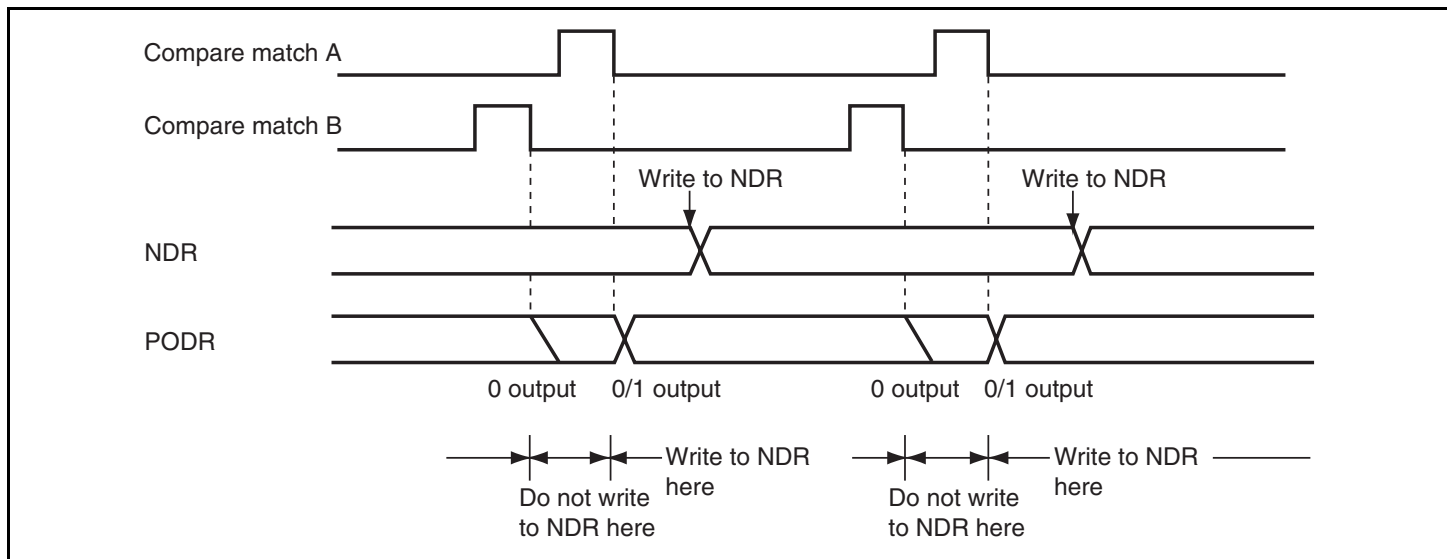 Compare match A
Compare match B
Write to NDR
Write to NDR
NDR
PODR
0 output
0/1 output
0 output
0/1 output
Write to NDR
here
Write to NDR
here
Do not write
to NDR here
Do not write
to NDR here